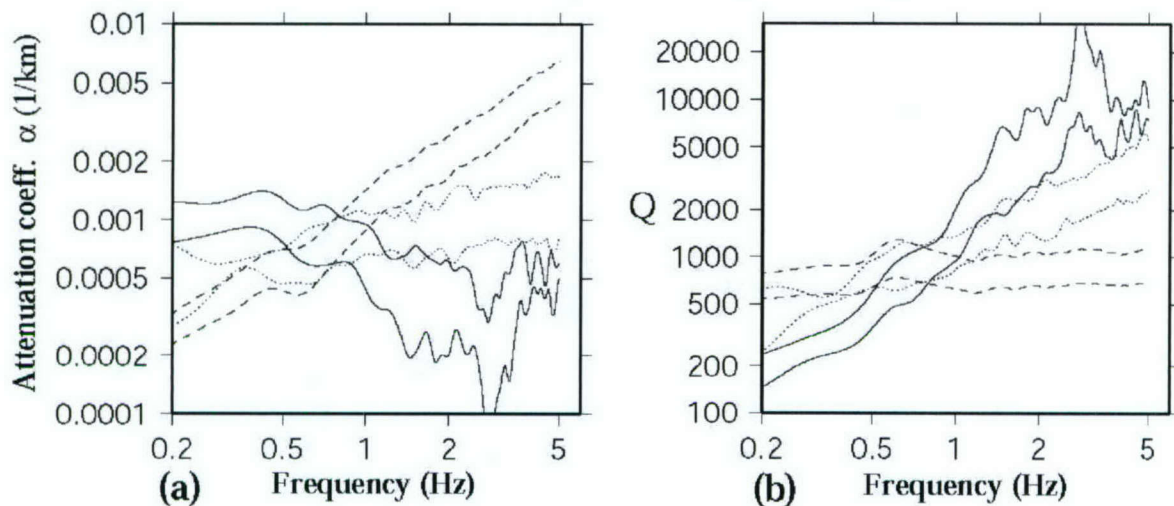 0.01
0.005
0.002
0.001
0.0005
0.0002
0.0001
Attenuation coeff. α (1/km)
0.2 0.5 1 2 5
Frequency (Hz)
(a)
20000
10000
5000
2000
1000
500
200
100
Q
0.2 0.5 1 2 5
Frequency (Hz)
(b)